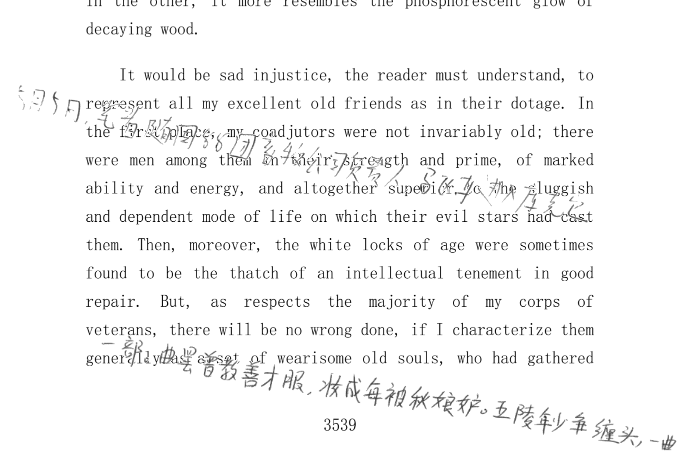 in the other, it more resembles the phosphorescent glow of
decaying wood.
It would be sad injustice, the reader must understand, to
represent all my excellent old friends as in their dotage. In
the first place, my coadjutors were not invariably old; there
were men among them in their strength and prime, of marked
ability and energy, and altogether superior to the sluggish
and dependent mode of life on which their evil stars had cast
them. Then, moreover, the white locks of age were sometimes
found to be the thatch of an intellectual tenement in good
repair. But, as respects the majority of my corps of
veterans, there will be no wrong done, if I characterize them
generally as a set of wearisome old souls, who had gathered
一部,曲罢曾教善才服,妆成每被秋娘妒。五陵年少争缠头,一曲
3539